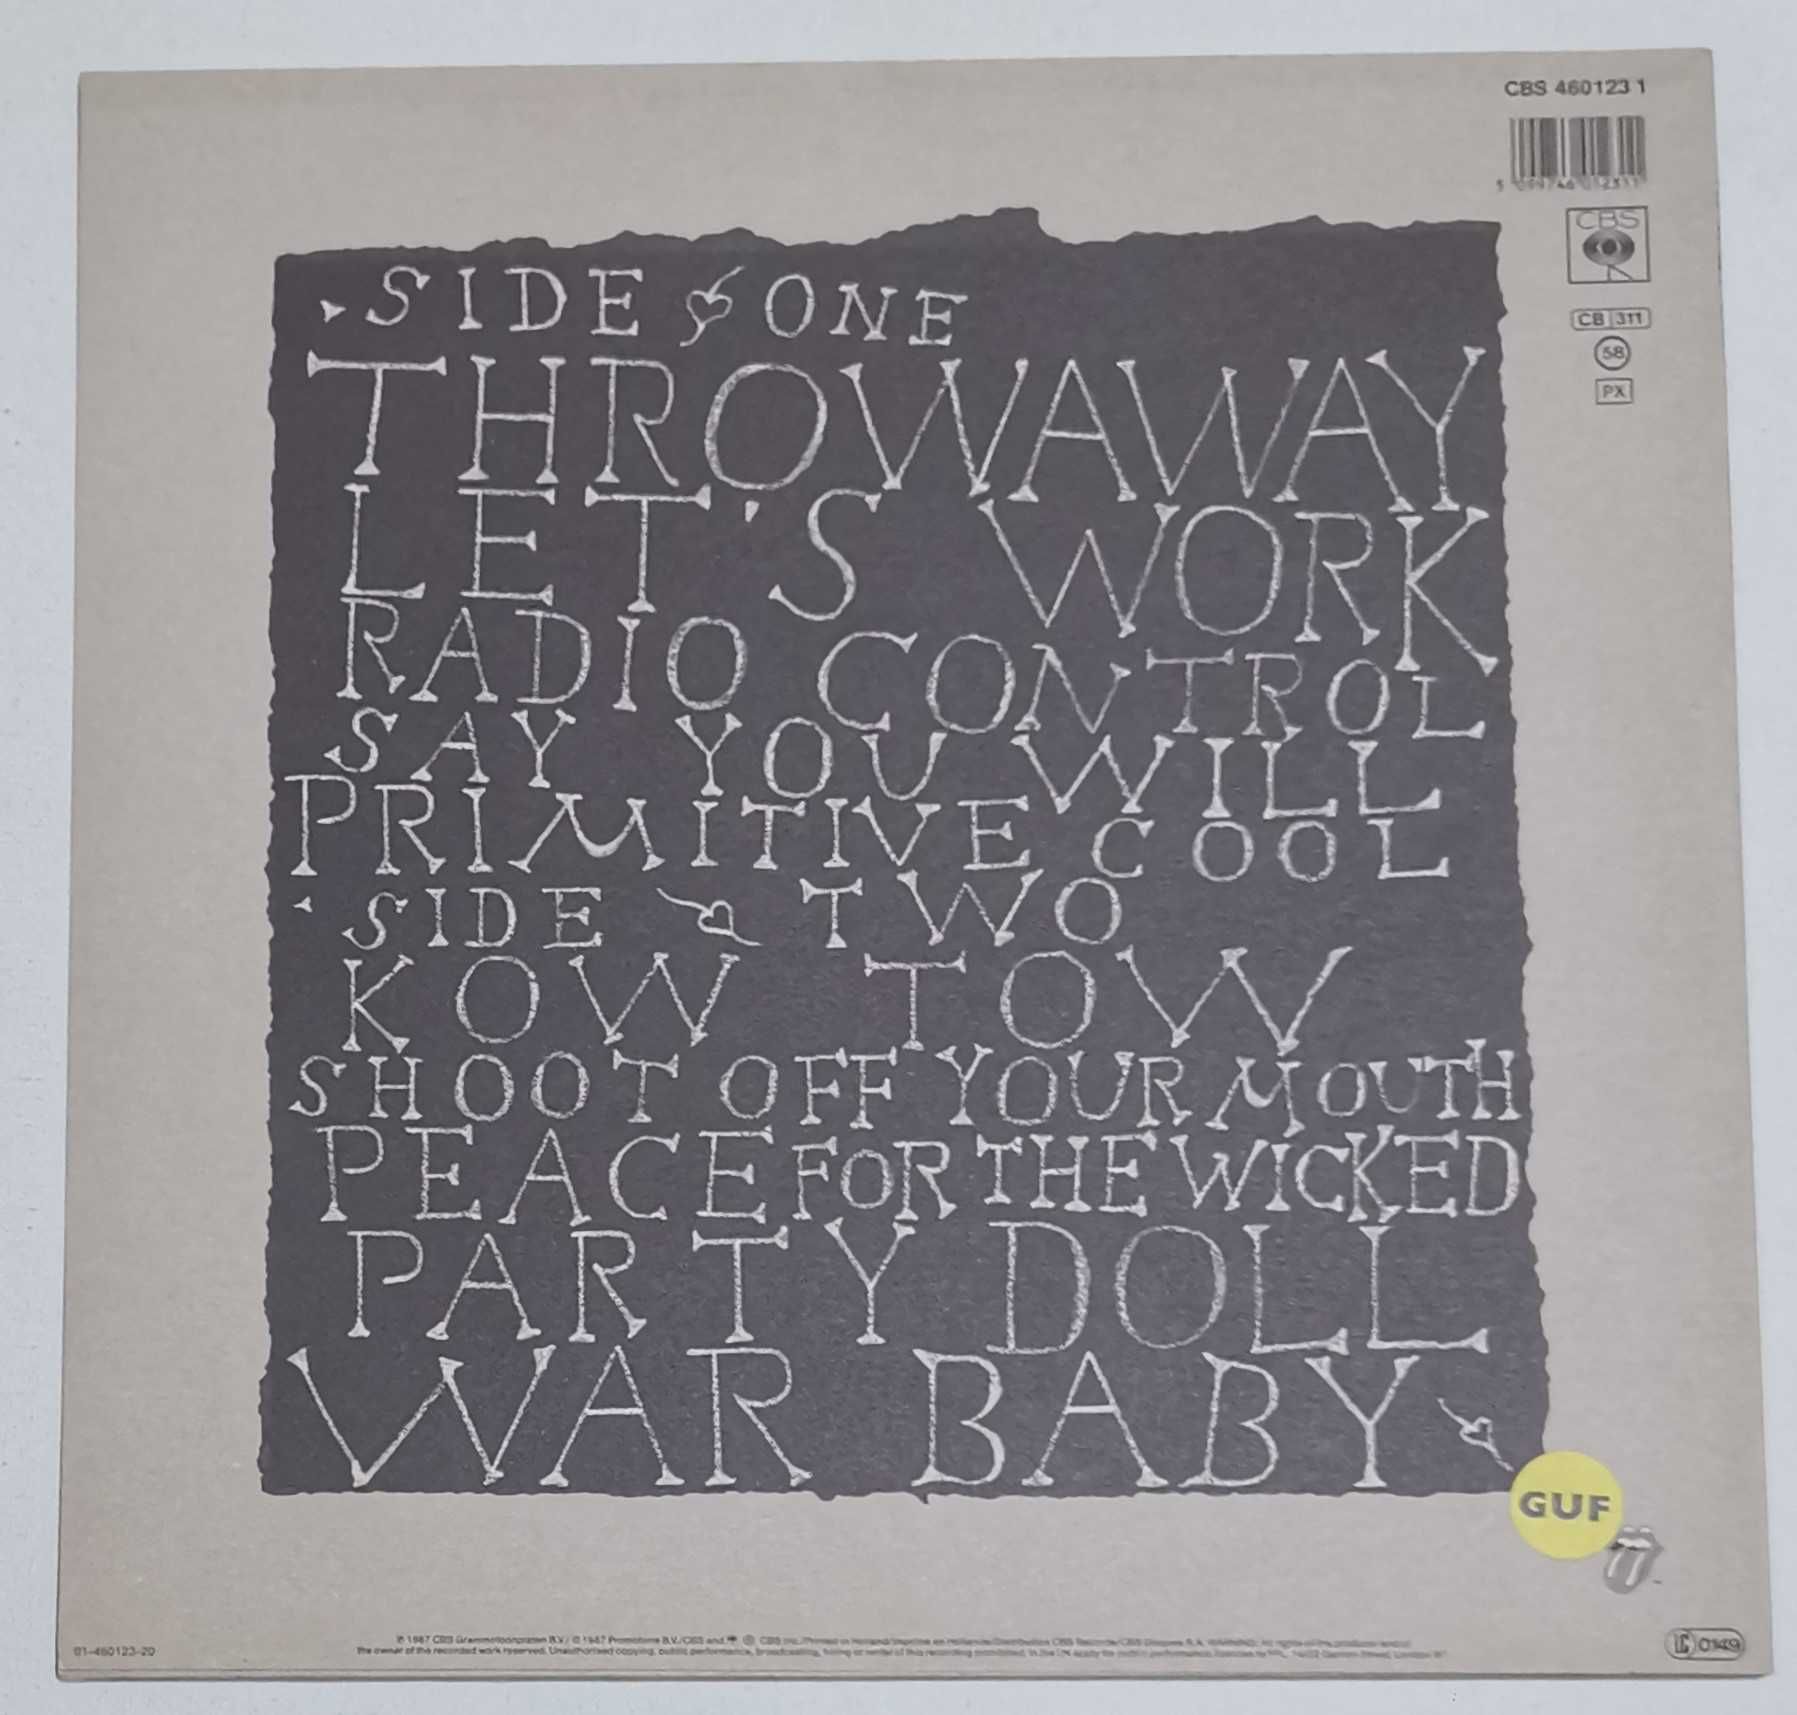 CBS 460123 1
CBS
CB 311
58
PX
SIDE ONE
THROWAWAY
LET'S WORK
RADIO CONTROL
SAY YOU WILL
PRIMITIVE COOL
SIDE TWO
KOW TOW
SHOOT OFF YOUR MOUTH
PEACE FOR THE WICKED
PARTY DOLL
WAR BABY
GUF
01-460123-20
LC 0149